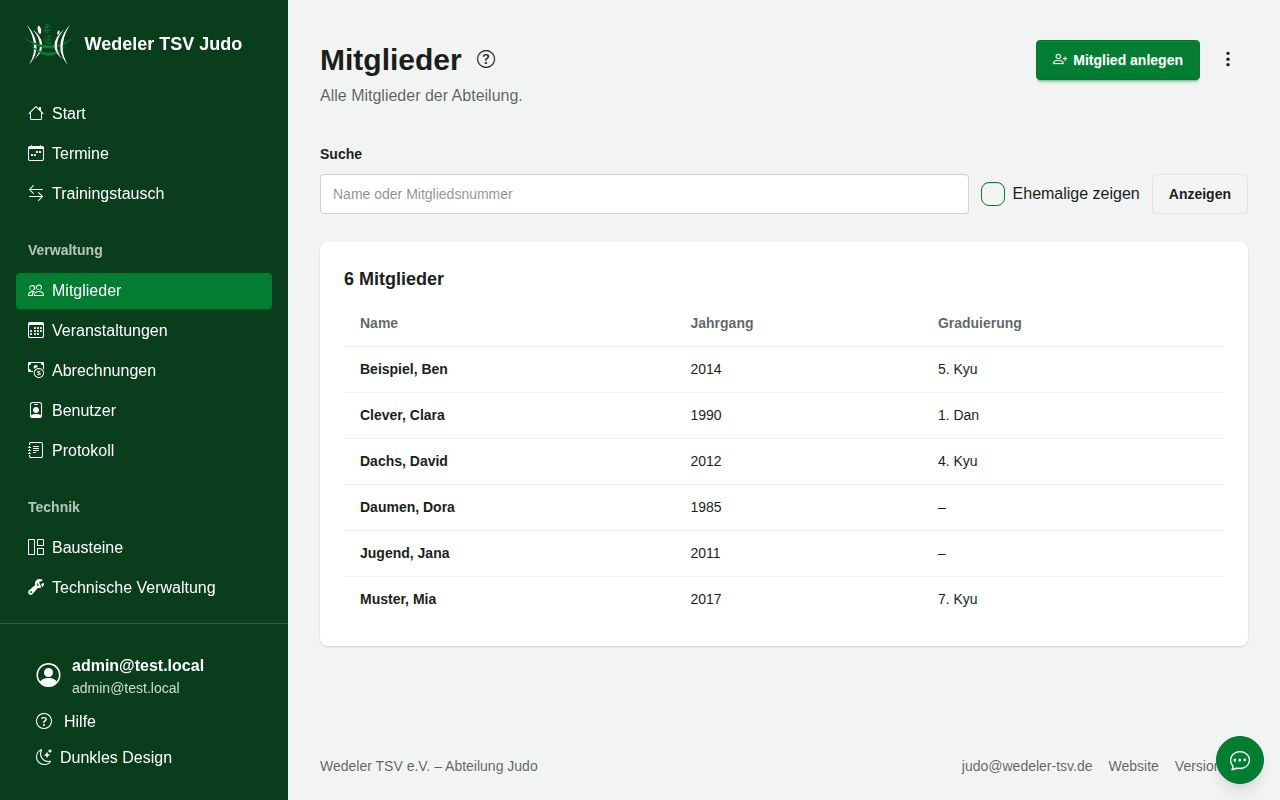 Wedeler TSV Judo
Start
Termine
Trainingstausch
Verwaltung
Mitglieder
Veranstaltungen
Abrechnungen
Benutzer
Protokoll
Technik
Bausteine
Technische Verwaltung
admin@test.local
admin@test.local
Hilfe
Dunkles Design
Mitglieder
Mitglied anlegen
Alle Mitglieder der Abteilung.
Suche
Name oder Mitgliedsnummer
Ehemalige zeigen
Anzeigen
6 Mitglieder
Name Jahrgang Graduierung
Beispiel, Ben 2014 5. Kyu
Clever, Clara 1990 1. Dan
Dachs, David 2012 4. Kyu
Daumen, Dora 1985 –
Jugend, Jana 2011 –
Muster, Mia 2017 7. Kyu
Wedeler TSV e.V. – Abteilung Judo judo@wedeler-tsv.de Website